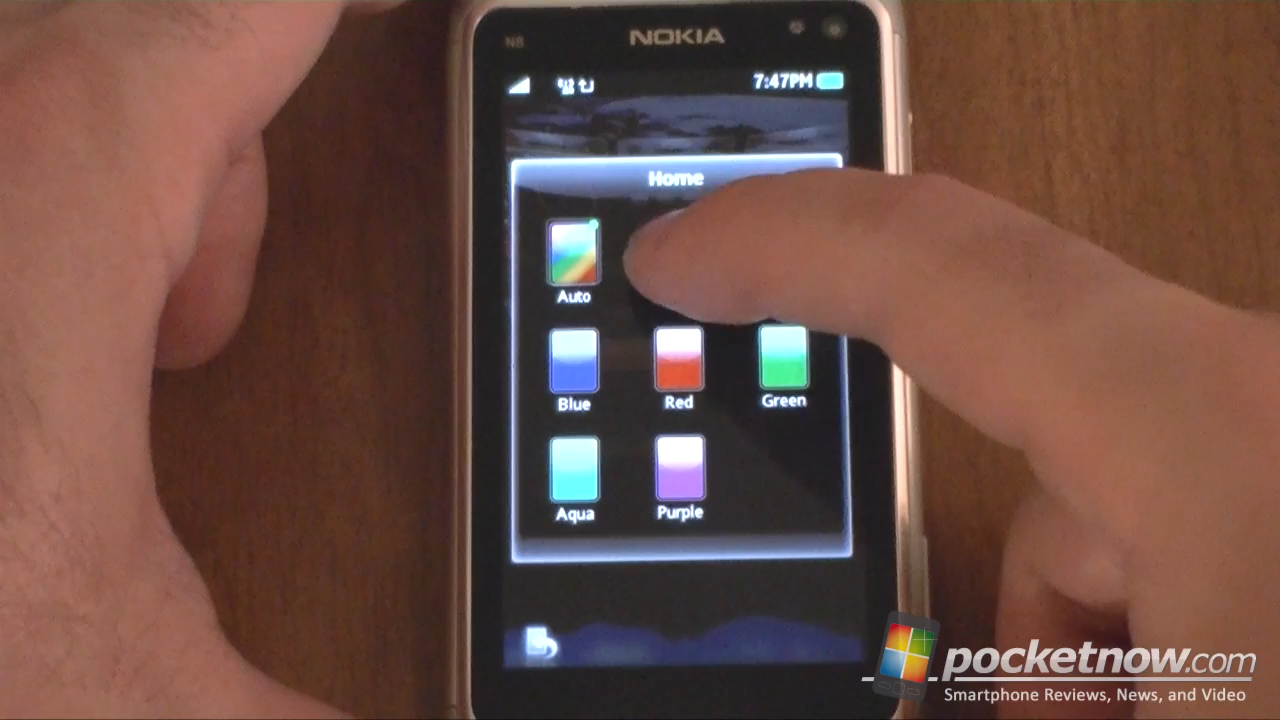 N8
NOKIA
7:47PM
Home
Auto
Blue
Red
Green
Aqua
Purple
pocketnow.com
Smartphone Reviews, News, and Video